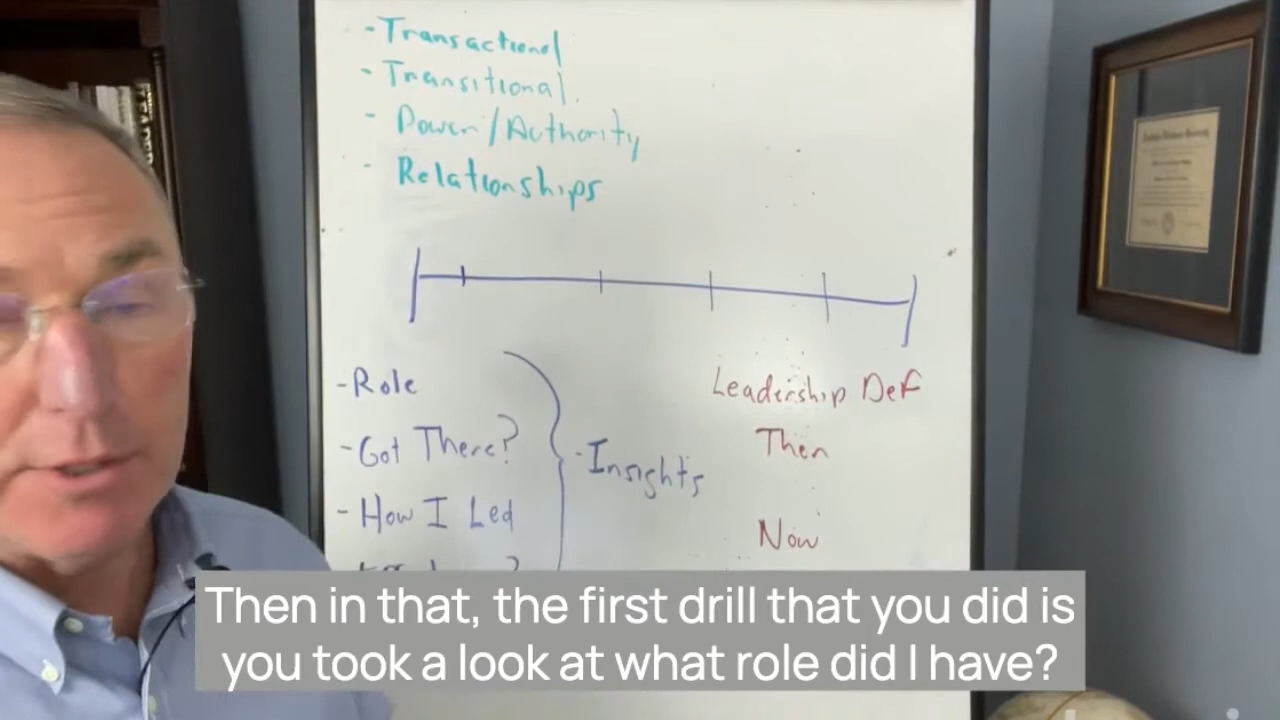 - Transactional
- Transitional
- Power/Authority
- Relationships
- Role
- Got There?
- How I Led
- Insights
Leadership Def
Then
Now
Then in that, the first drill that you did is
you took a look at what role did I have?